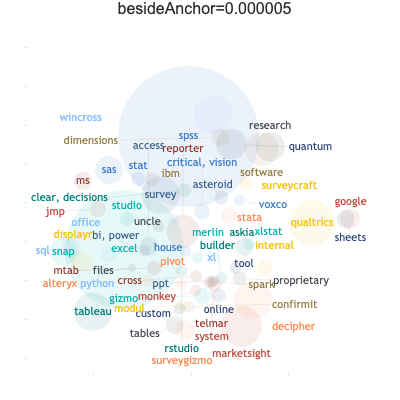 besideAnchor=0.000005
wincross
research
spss
dimensions
access
reporter
quantum
critical, vision
stat
sas
ibm
software
ms
asteroid
surveycraft
clear, decisions
survey
studio
voxco
google
jmp
uncle
stata
office
qualtrics
displayr
bi, power
merlin
askia
xlstat
sheets
sql
snap
excel
house
builder
internal
xl
pivot
tool
mtab
files
alteryx
python
cross
ppt
spark
proprietary
gizmo
monkey
confirmit
tableau
modul
custom
online
telmar
decipher
tables
system
rstudio
marketsight
surveygizmo